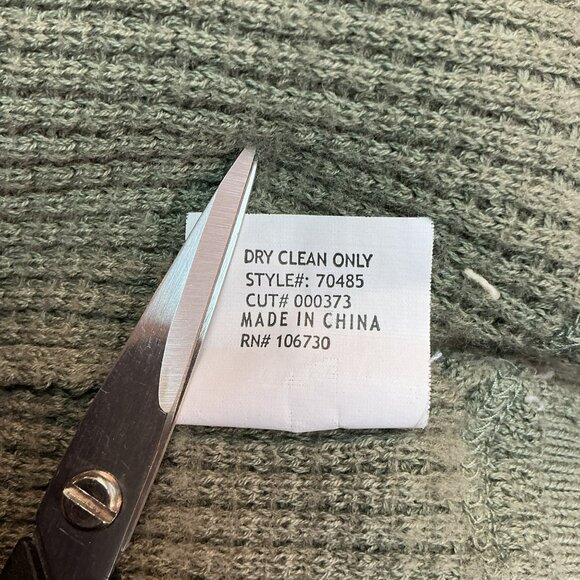 DRY CLEAN ONLY
STYLE#: 70485
CUT# 000373
MADE IN CHINA
RN# 106730